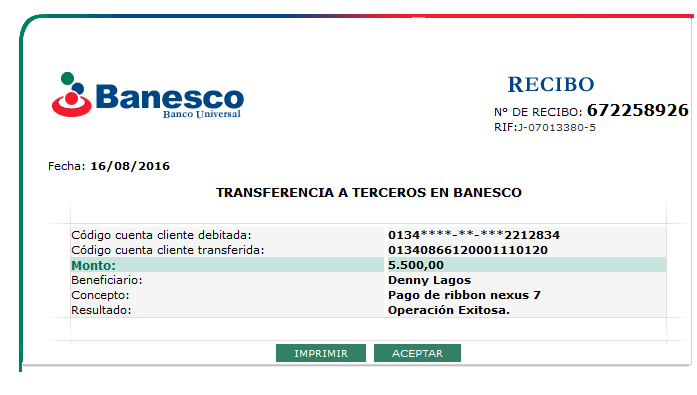 Banesco
Banco Universal
RECIBO
Nº DE RECIBO: 672258926
RIF:J-07013380-5
Fecha: 16/08/2016
TRANSFERENCIA A TERCEROS EN BANESCO
Código cuenta cliente debitada: 0134****-**-***2212834
Código cuenta cliente transferida: 01340866120001110120
Monto: 5.500,00
Beneficiario: Denny Lagos
Concepto: Pago de ribbon nexus 7
Resultado: Operación Exitosa.
IMPRIMIR ACEPTAR